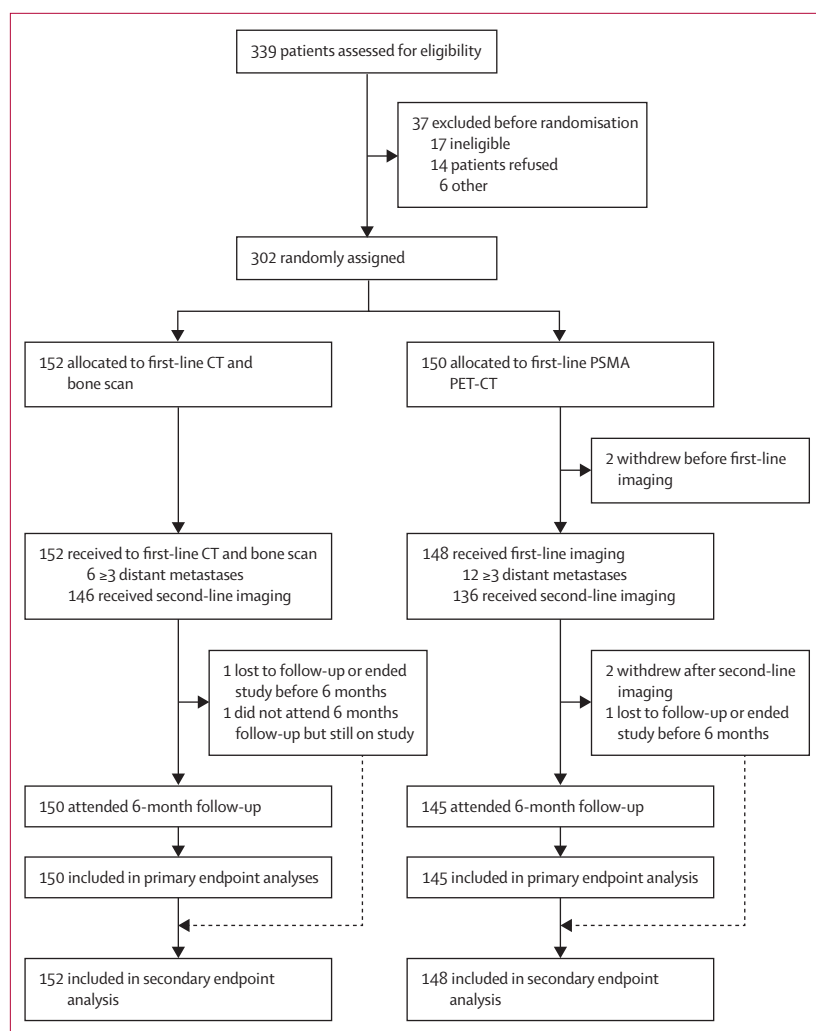 339 patients assessed for eligibility
37 excluded before randomisation
17 ineligible
14 patients refused
6 other
302 randomly assigned
152 allocated to first-line CT and
bone scan
150 allocated to first-line PSMA
PET-CT
2 withdrew before first-line
imaging
152 received to first-line CT and bone scan
6 ≥3 distant metastases
146 received second-line imaging
148 received first-line imaging
12 ≥3 distant metastases
136 received second-line imaging
1 lost to follow-up or ended
study before 6 months
1 did not attend 6 months
follow-up but still on study
2 withdrew after second-line
imaging
1 lost to follow-up or ended
study before 6 months
150 attended 6-month follow-up
145 attended 6-month follow-up
150 included in primary endpoint analyses
145 included in primary endpoint analysis
152 included in secondary endpoint
analysis
148 included in secondary endpoint
analysis